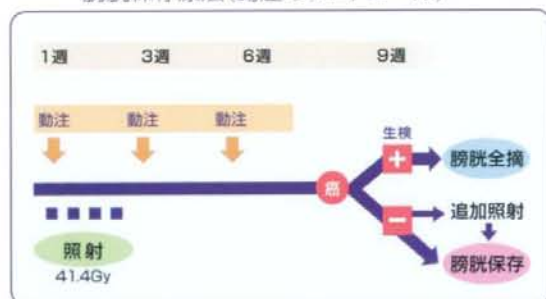 1週 3週 6週 9週
動注 動注 動注
生検
癌
+ 膀胱全摘
− 追加照射
膀胱保存
照射
41.4Gy